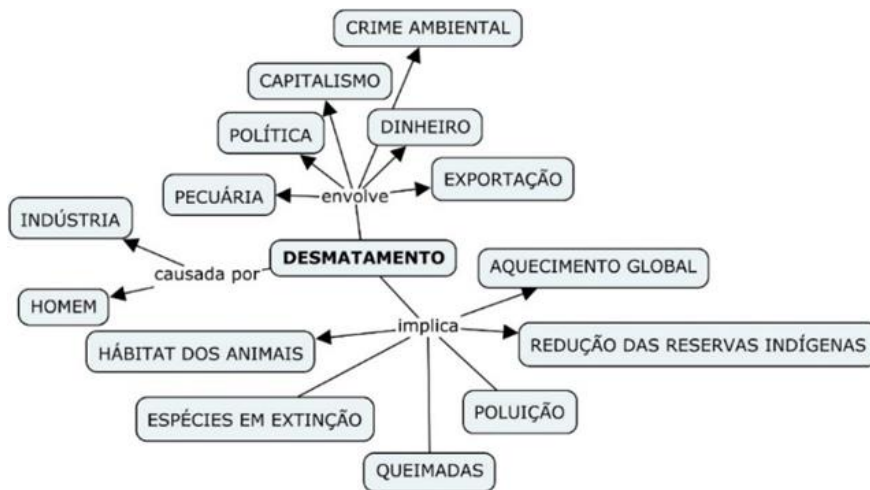 CRIME AMBIENTAL
CAPITALISMO
POLÍTICA
DINHEIRO
PECUÁRIA
envolve
EXPORTAÇÃO
INDÚSTRIA
causada por
DESMATAMENTO
AQUECIMENTO GLOBAL
HOMEM
implica
HÁBITAT DOS ANIMAIS
REDUÇÃO DAS RESERVAS INDÍGENAS
ESPÉCIES EM EXTINÇÃO
POLUIÇÃO
QUEIMADAS